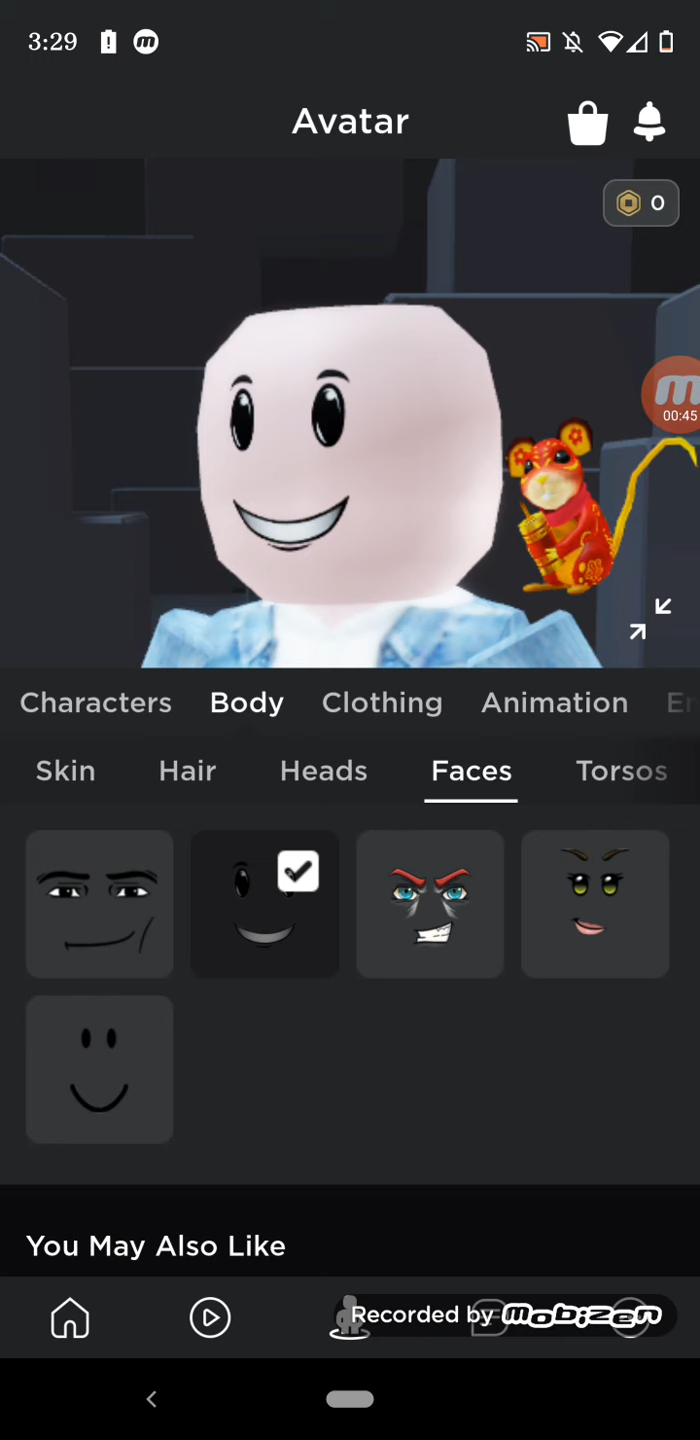 3:29
Avatar
0
00:45
Characters Body Clothing Animation
Skin Hair Heads Faces Torsos
You May Also Like
Recorded by mobizen